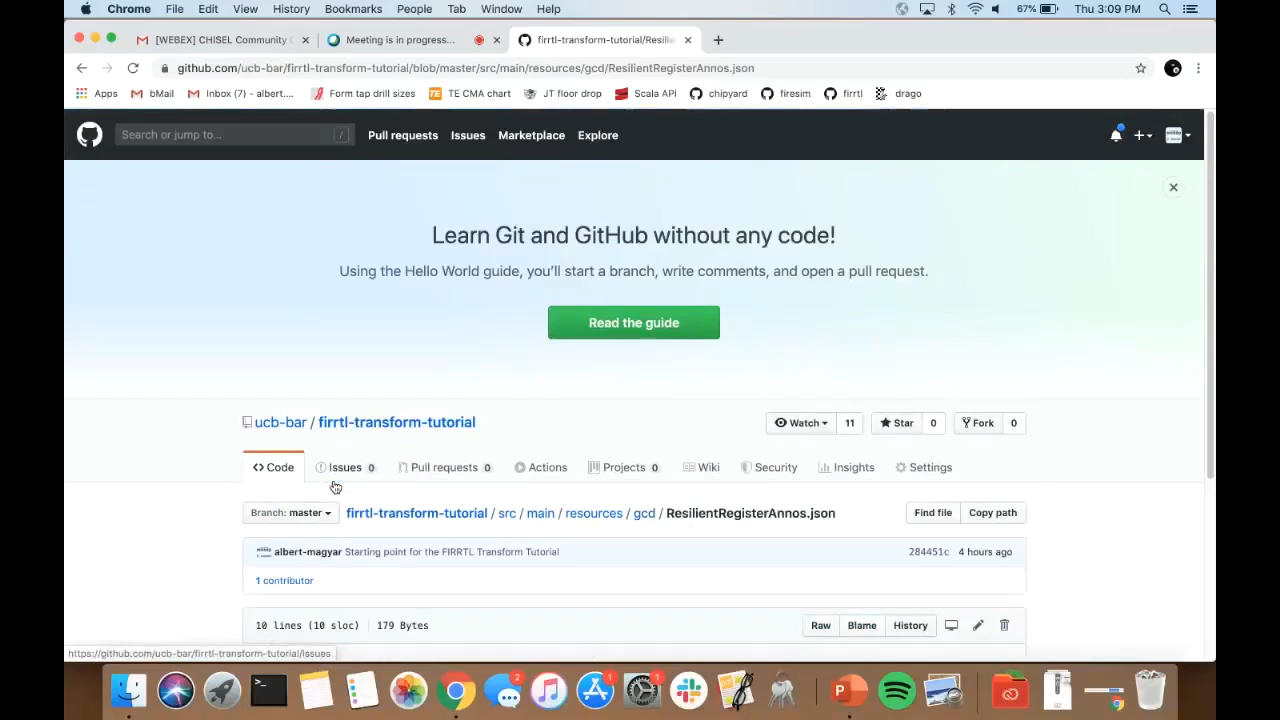 Chrome File Edit View History Bookmarks People Tab Window Help 67% Thu 3:09 PM
[WEBEX] CHISEL Community Meeting is in progress... firrtl-transform-tutorial/Resilie
github.com/ucb-bar/firrtl-transform-tutorial/blob/master/src/main/resources/gcd/ResilientRegisterAnnos.json
Apps bMail Inbox (7) - albert.... Form tap drill sizes TE TE CMA chart JT floor drop Scala API chipyard firesim firrtl drago
Search or jump to... / Pull requests Issues Marketplace Explore
Learn Git and GitHub without any code!
Using the Hello World guide, you'll start a branch, write comments, and open a pull request.
Read the guide
ucb-bar / firrtl-transform-tutorial Watch 11 Star 0 Fork 0
Code Issues 0 Pull requests 0 Actions Projects 0 Wiki Security Insights Settings
Branch: master firrtl-transform-tutorial / src / main / resources / gcd / ResilientRegisterAnnos.json Find file Copy path
albert-magyar Starting point for the FIRRTL Transform Tutorial 284451c 4 hours ago
1 contributor
10 lines (10 sloc) 179 Bytes Raw Blame History
https://github.com/ucb-bar/firrtl-transform-tutorial/issues
2 1 1